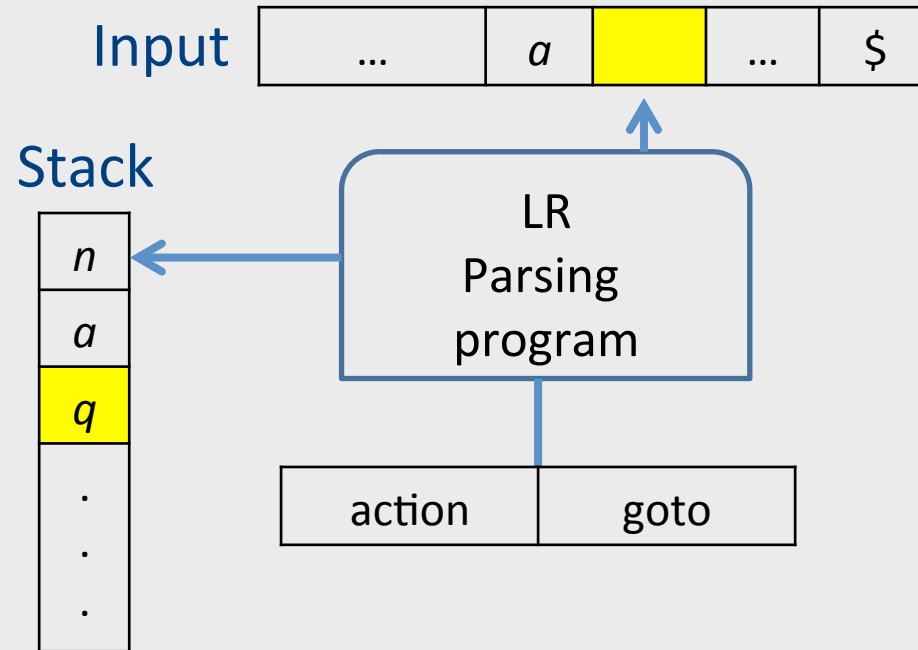 Input
… a … $
Stack
n
a
q
.
.
.
LR
Parsing
program
action goto